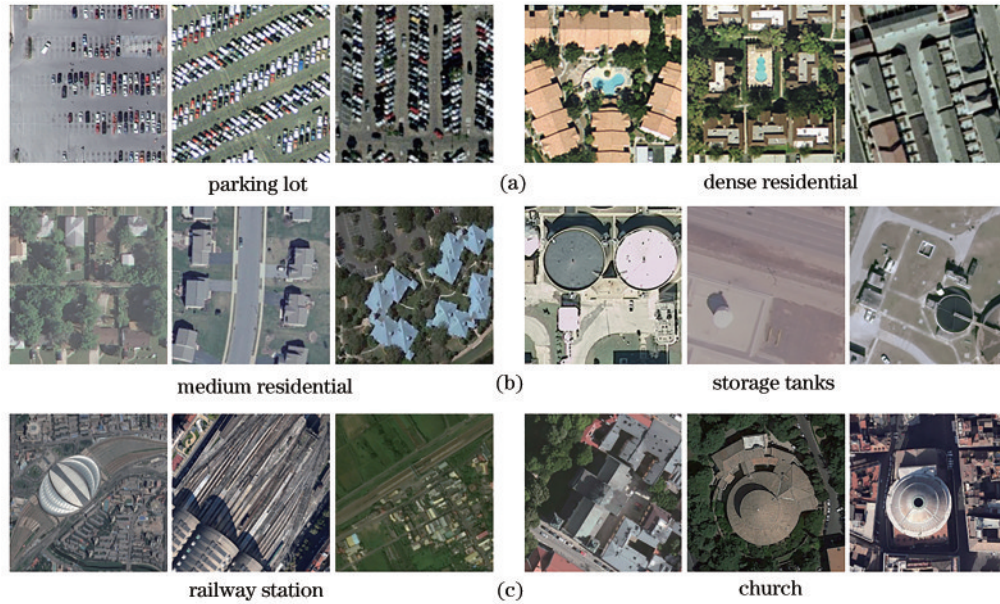 parking lot
(a)
dense residential
medium residential
(b)
storage tanks
railway station
(c)
church